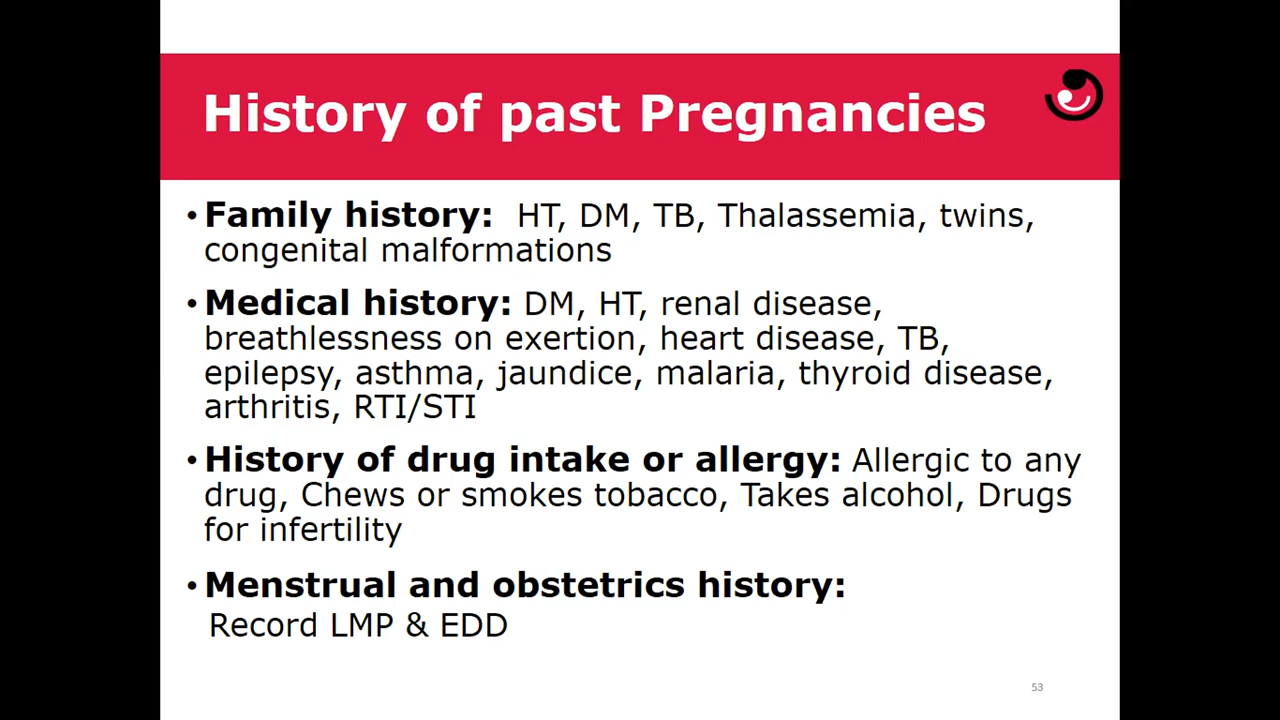 History of past Pregnancies
• Family history: HT, DM, TB, Thalassemia, twins,
congenital malformations
• Medical history: DM, HT, renal disease,
breathlessness on exertion, heart disease, TB,
epilepsy, asthma, jaundice, malaria, thyroid disease,
arthritis, RTI/STI
• History of drug intake or allergy: Allergic to any
drug, Chews or smokes tobacco, Takes alcohol, Drugs
for infertility
• Menstrual and obstetrics history:
Record LMP & EDD
53